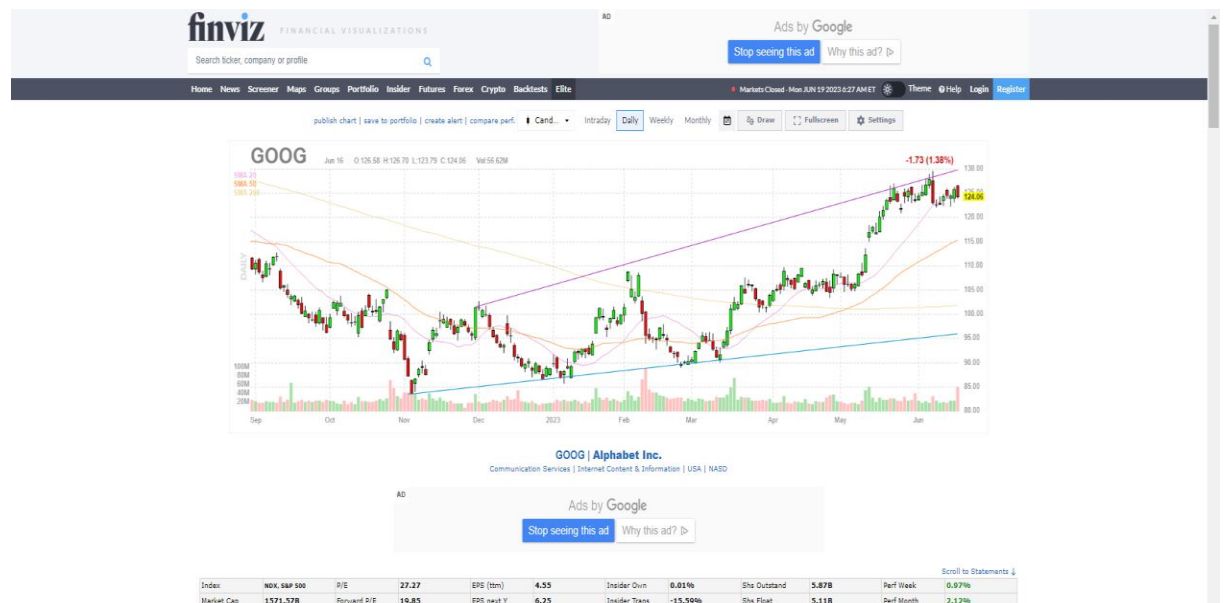 finviz FINANCIAL VISUALIZATIONS
AD
Ads by Google
Stop seeing this ad Why this ad?
Search ticker, company or profile
Home News Screener Maps Groups Portfolio Insider Futures Forex Crypto Backtests Elite Markets Closed - Mon JUN 19 2023 6:27 AM ET Theme Help Login Register
publish chart | save to portfolio | create alert | compare perf. Cand... Intraday Daily Weekly Monthly Draw Fullscreen Settings
GOOG Jun 16 O:126.58 H:126.70 L:123.79 C:124.06 Vol:56.62M -1.73 (1.38%)
SMA 20
SMA 50
SMA 200
DAILY
130.00
125.00
124.06
120.00
115.00
110.00
105.00
100.00
95.00
90.00
85.00
80.00
100M
80M
60M
40M
20M
Sep Oct Nov Dec 2023 Feb Mar Apr May Jun
GOOG | Alphabet Inc.
Communication Services | Internet Content & Information | USA | NASD
AD
Ads by Google
Stop seeing this ad Why this ad?
Scroll to Statements ↓
Index NDX, S&P 500 P/E 27.27 EPS (ttm) 4.55 Insider Own 0.01% Shs Outstand 5.87B Perf Week 0.97%
Market Cap 1571.57B Forward P/E 19.85 EPS next Y 6.25 Insider Trans -15.59% Shs Float 5.11B Perf Month 2.12%